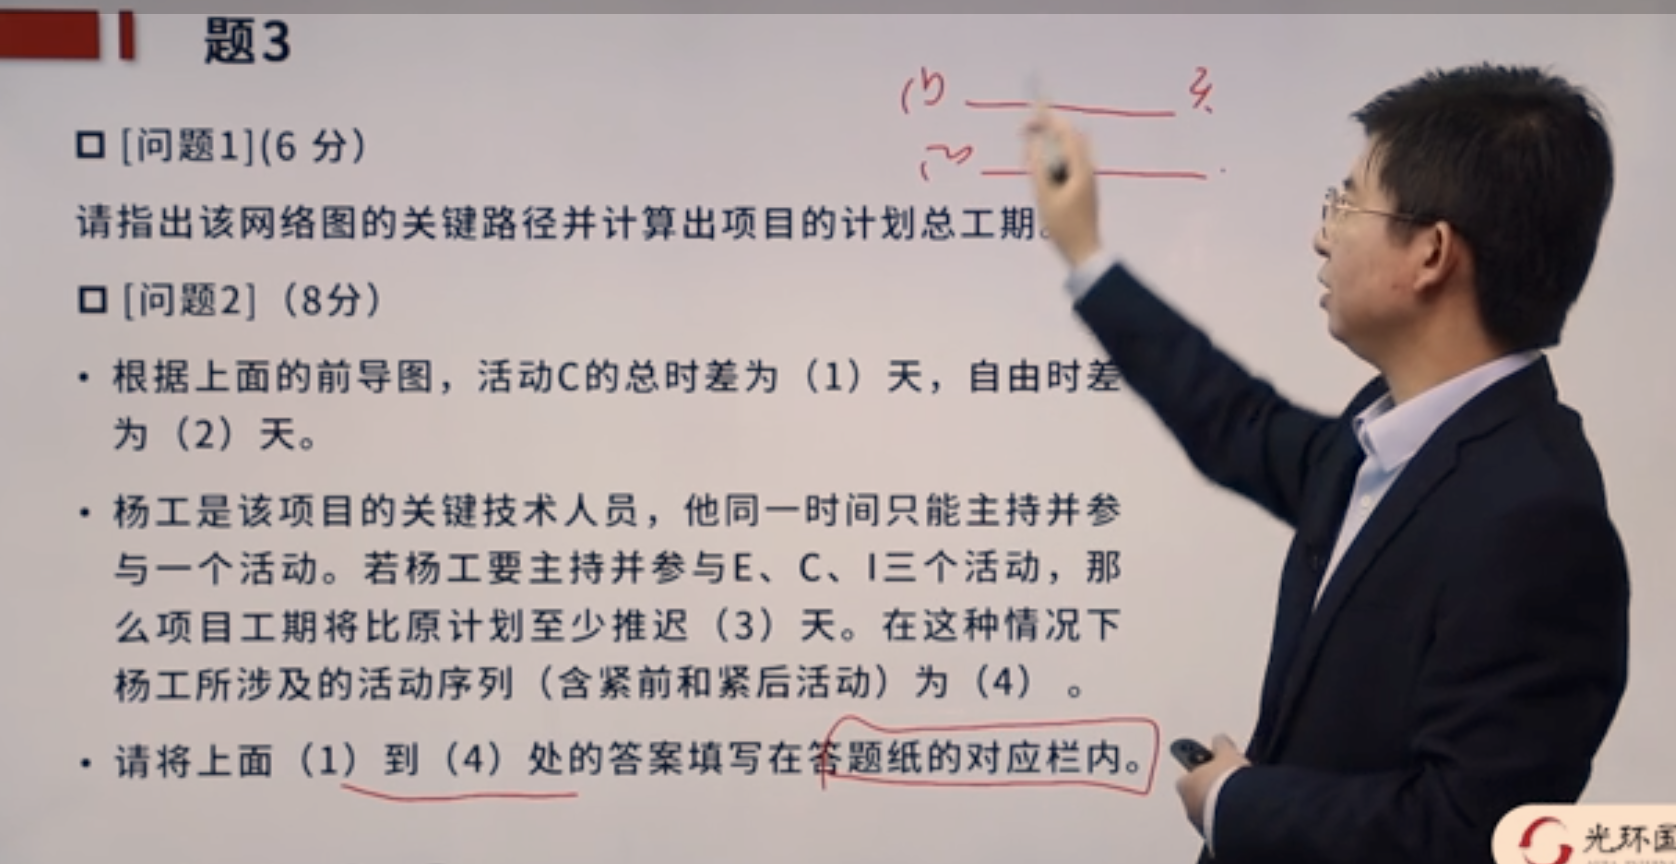 题3
(1) 天.
(2)
[问题1](6 分)
请指出该网络图的关键路径并计算出项目的计划总工期。
[问题2]（8分）
• 根据上面的前导图，活动C的总时差为（1）天，自由时差
为（2）天。
• 杨工是该项目的关键技术人员，他同一时间只能主持并参
与一个活动。若杨工要主持并参与E、C、I三个活动，那
么项目工期将比原计划至少推迟（3）天。在这种情况下
杨工所涉及的活动序列（含紧前和紧后活动）为（4） 。
• 请将上面（1）到（4）处的答案填写在答题纸的对应栏内。
光环国